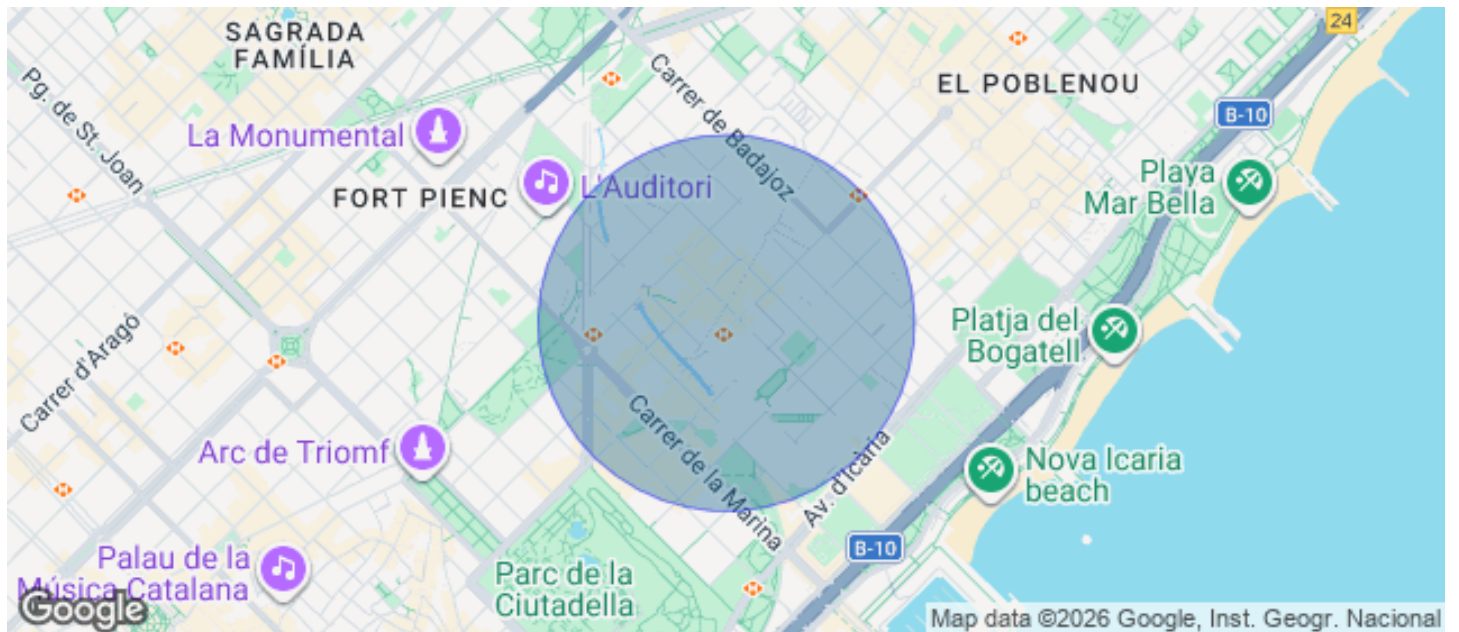 SAGRADA
FAMÍLIA
24
Carrer de Badajoz
EL POBLENOU
Pg. de St. Joan
B-10
La Monumental
Playa
Mar Bella
FORT PIENC
L'Auditori
Carrer d'Aragó
Platja del
Bogatell
Arc de Triomf
Carrer de la Marina
Av. d'Icària
Nova Icaria
beach
B-10
Palau de la
Música Catalana
Parc de la
Ciutadella
Google
Map data ©2026 Google, Inst. Geogr. Nacional